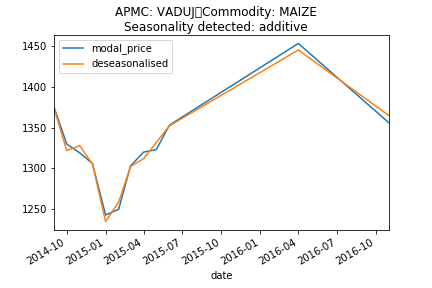 APMC: VADUJ Commodity: MAIZE
Seasonality detected: additive
modal_price
deseasonalised
1450
1400
1350
1300
1250
2014-10
2015-01
2015-04
2015-07
2015-10
2016-01
2016-04
2016-07
2016-10
date